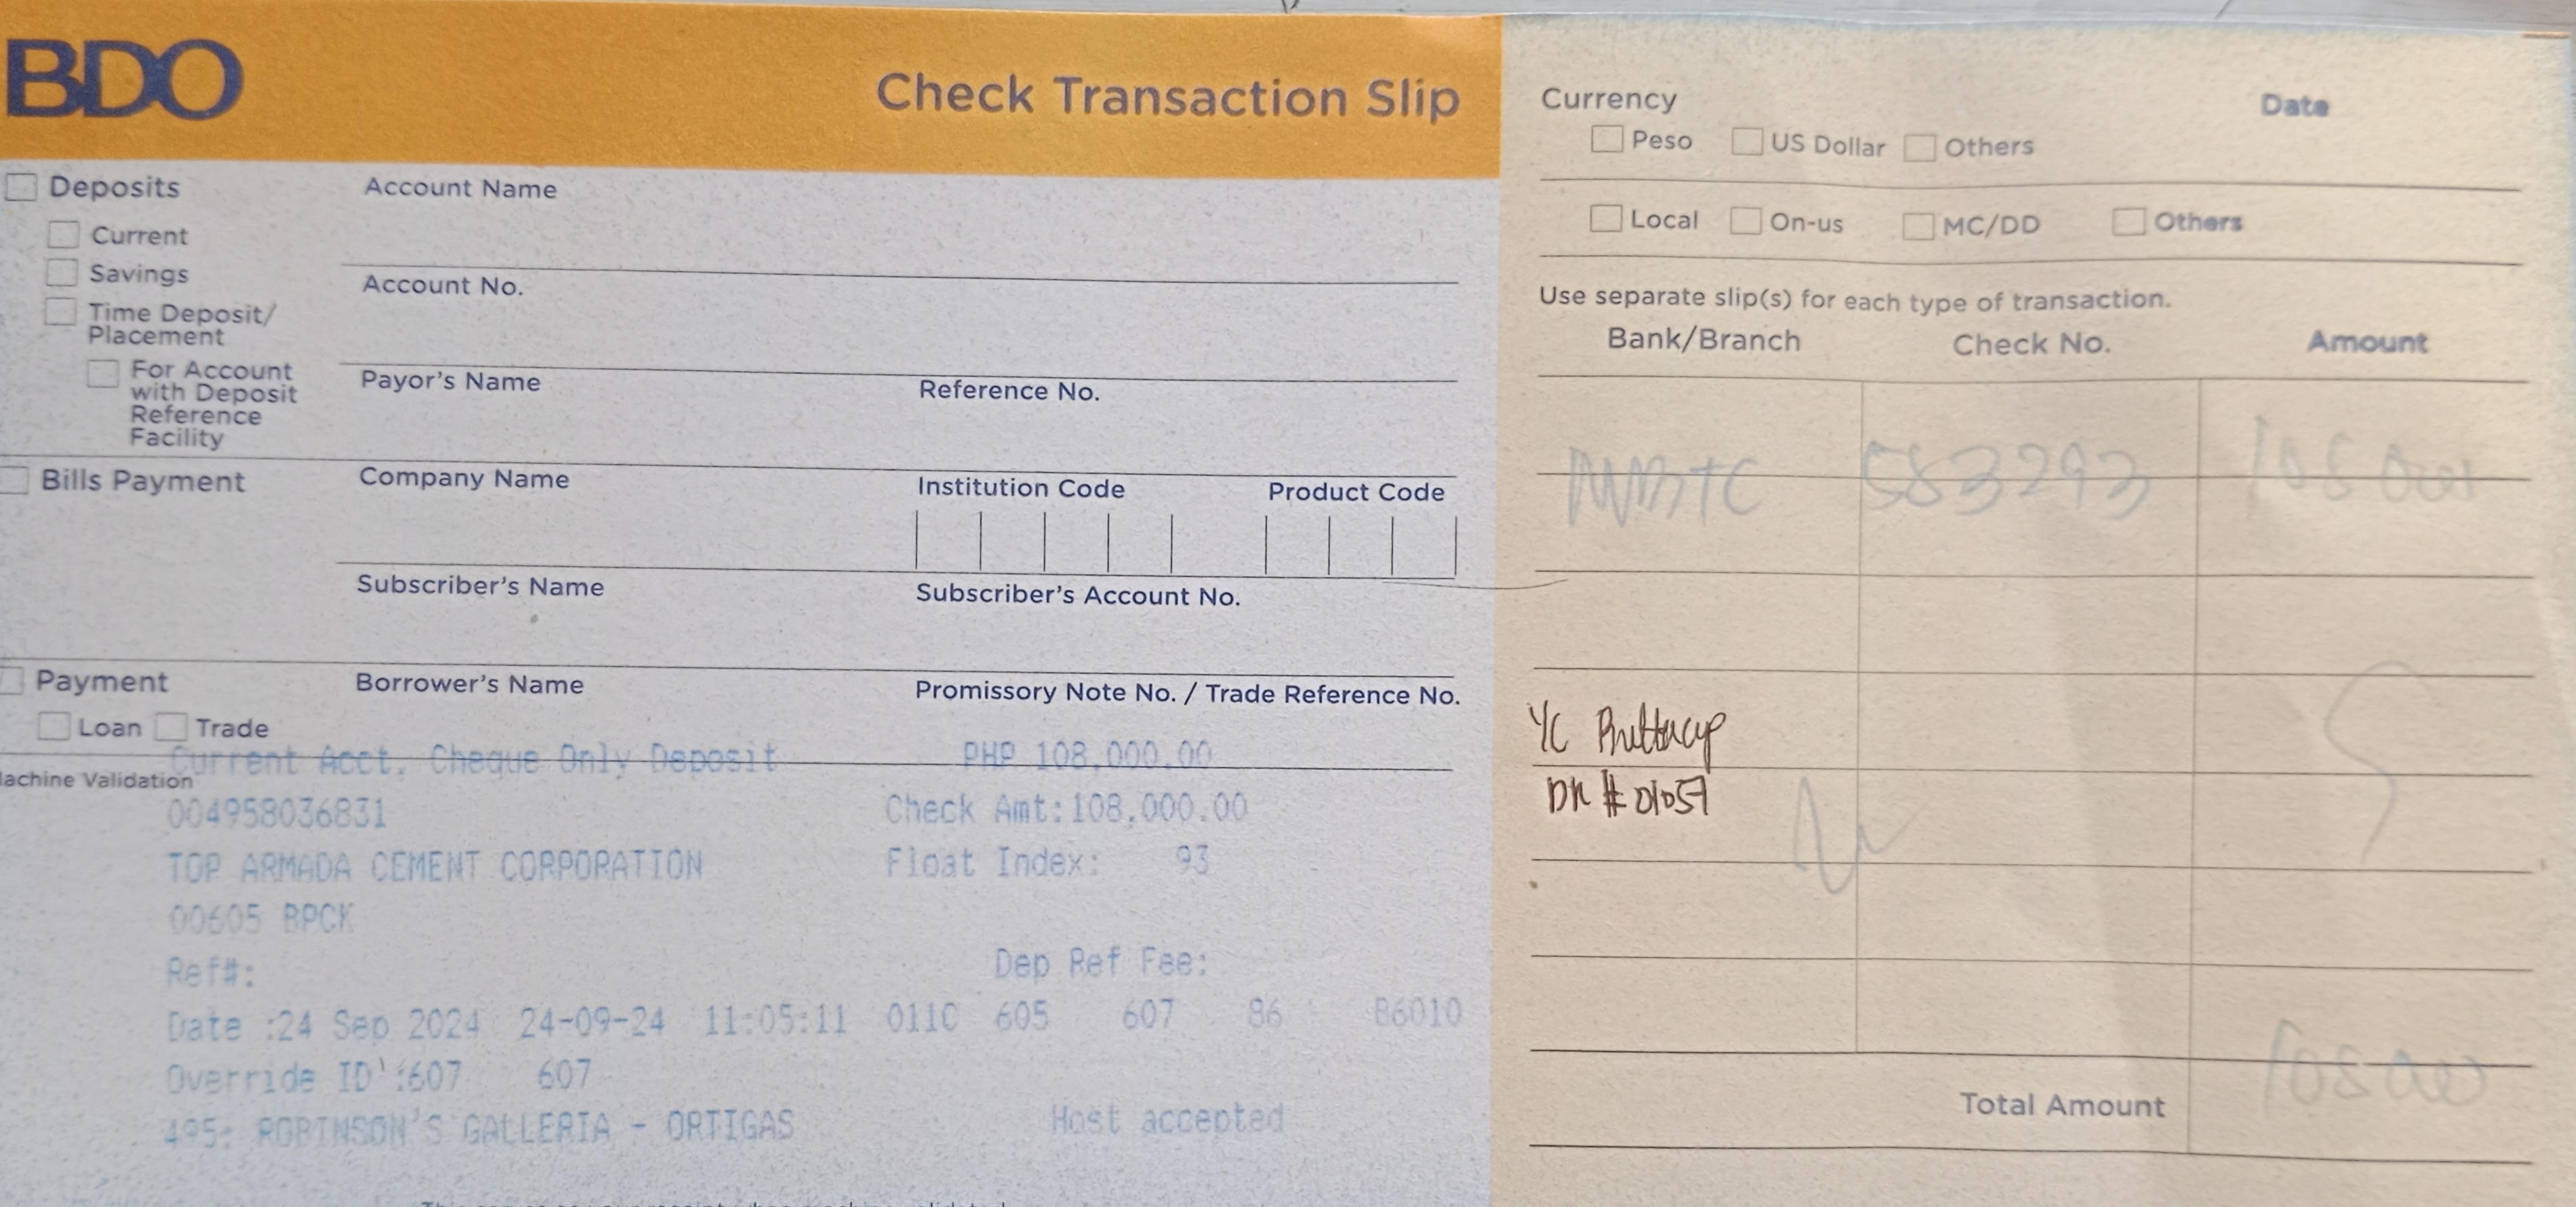 BDO
Check Transaction Slip
Deposits
Current
Savings
Time Deposit/
Placement
For Account
with Deposit
Reference
Facility
Account Name
Account No.
Payor's Name
Reference No.
Bills Payment
Company Name
Institution Code
Product Code
Subscriber's Name
Subscriber's Account No.
Payment
Loan Trade
Borrower's Name
Promissory Note No. / Trade Reference No.
achine Validation
Current Acct. Cheque Only Deposit PHP 108,000.00
004958036831 Check Amt:108,000.00
TOP ARMADA CEMENT CORPORATION Float Index: 93
00605 BPCK
Ref#: Dep Ref Fee:
Date :24 Sep 2024 24-09-24 11:05:11 011C 605 607 86 B6010
Override ID :607 607
495: ROBINSON'S GALLERIA - ORTIGAS Host accepted
Currency
Date
Peso US Dollar Others
Local On-us MC/DD Others
Use separate slip(s) for each type of transaction.
Bank/Branch Check No. Amount
MBTC 583293 108000
DR # 01057
Total Amount 108000